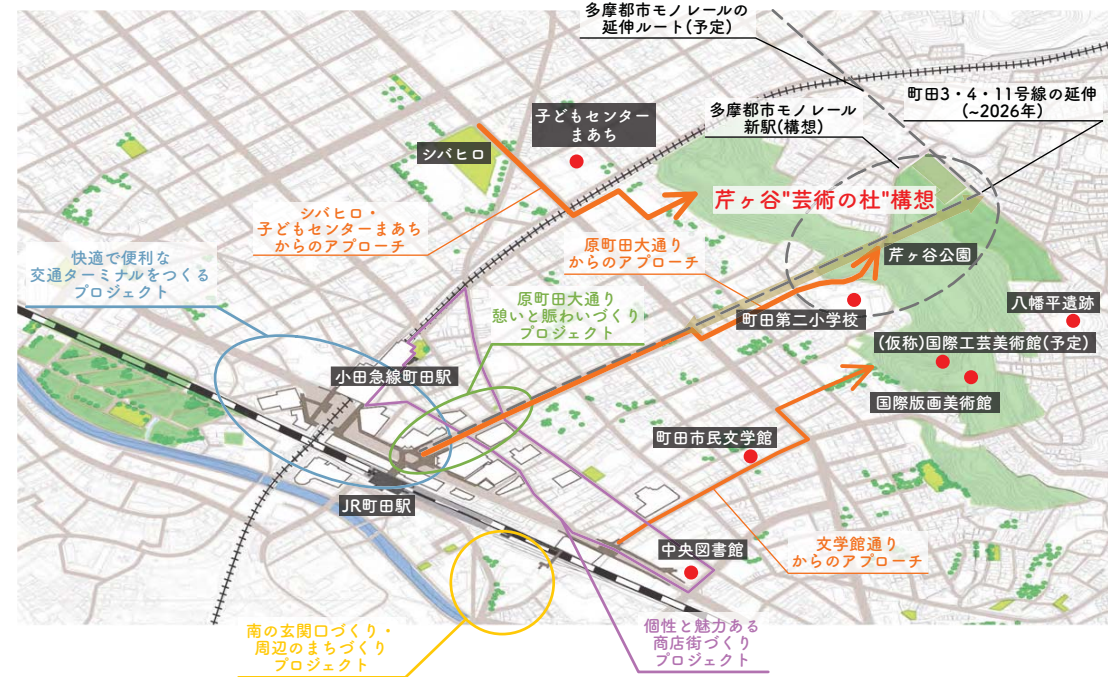 多摩都市モノレールの
延伸ルート(予定)
町田3・4・11号線の延伸
(~2026年)
多摩都市モノレール
新駅(構想)
子どもセンター
まあち
シバヒロ
芹ヶ谷"芸術の杜"構想
シバヒロ・
子どもセンターまあち
からのアプローチ
原町田大通り
からのアプローチ
芹ヶ谷公園
快適で便利な
交通ターミナルをつくる
プロジェクト
原町田大通り
憩いと賑わいづくり
プロジェクト
町田第二小学校
八幡平遺跡
(仮称)国際工芸美術館(予定)
国際版画美術館
小田急線町田駅
町田市民文学館
JR町田駅
中央図書館
文学館通り
からのアプローチ
南の玄関口づくり・
周辺のまちづくり
プロジェクト
個性と魅力ある
商店街づくり
プロジェクト